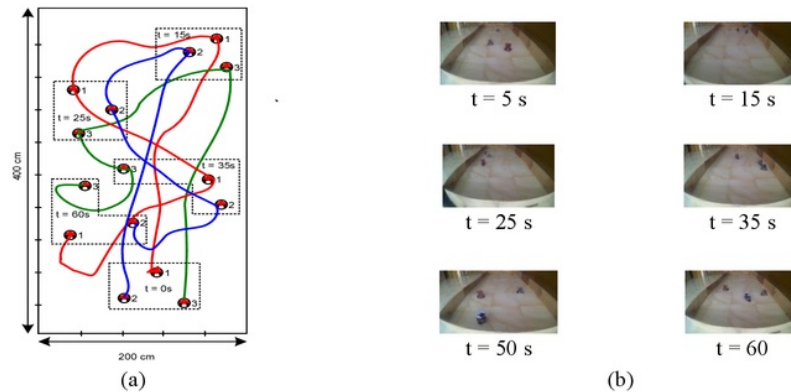 t = 15s
1
2
3
1
2
t = 25s
3
t = 35s
3
1
3
2
t = 60s
2
1
1
2
t = 0s
3
400 cm
200 cm
(a)
t = 5 s
t = 15 s
t = 25 s
t = 35 s
t = 50 s
t = 60
(b)